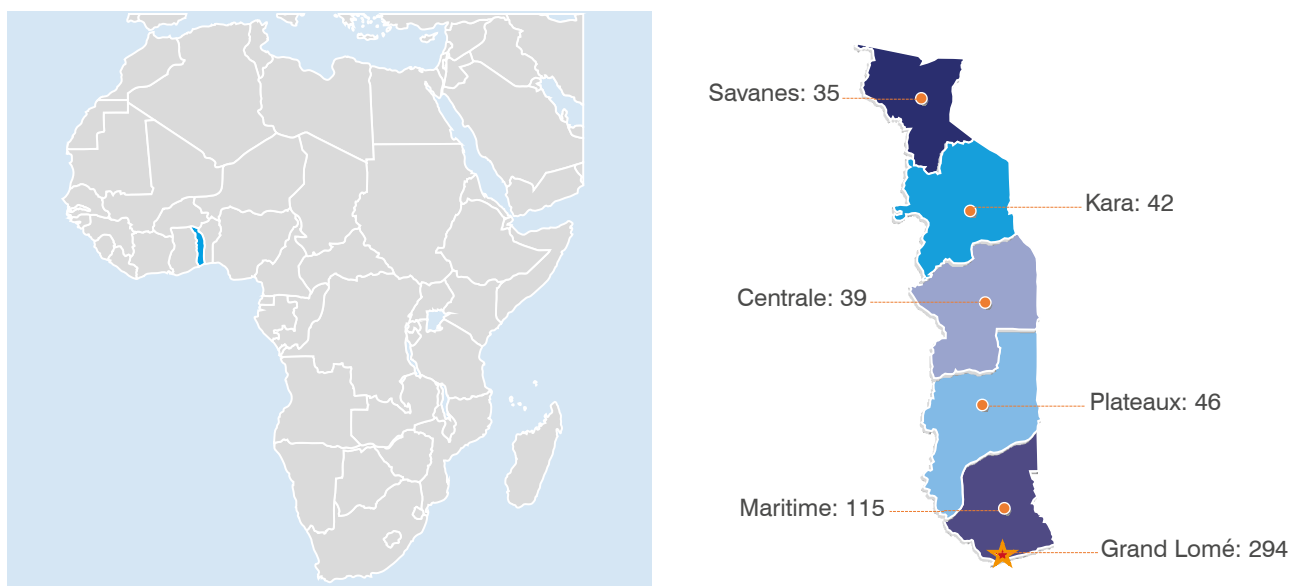 Savanes: 35
Kara: 42
Centrale: 39
Plateaux: 46
Maritime: 115
Grand Lomé: 294